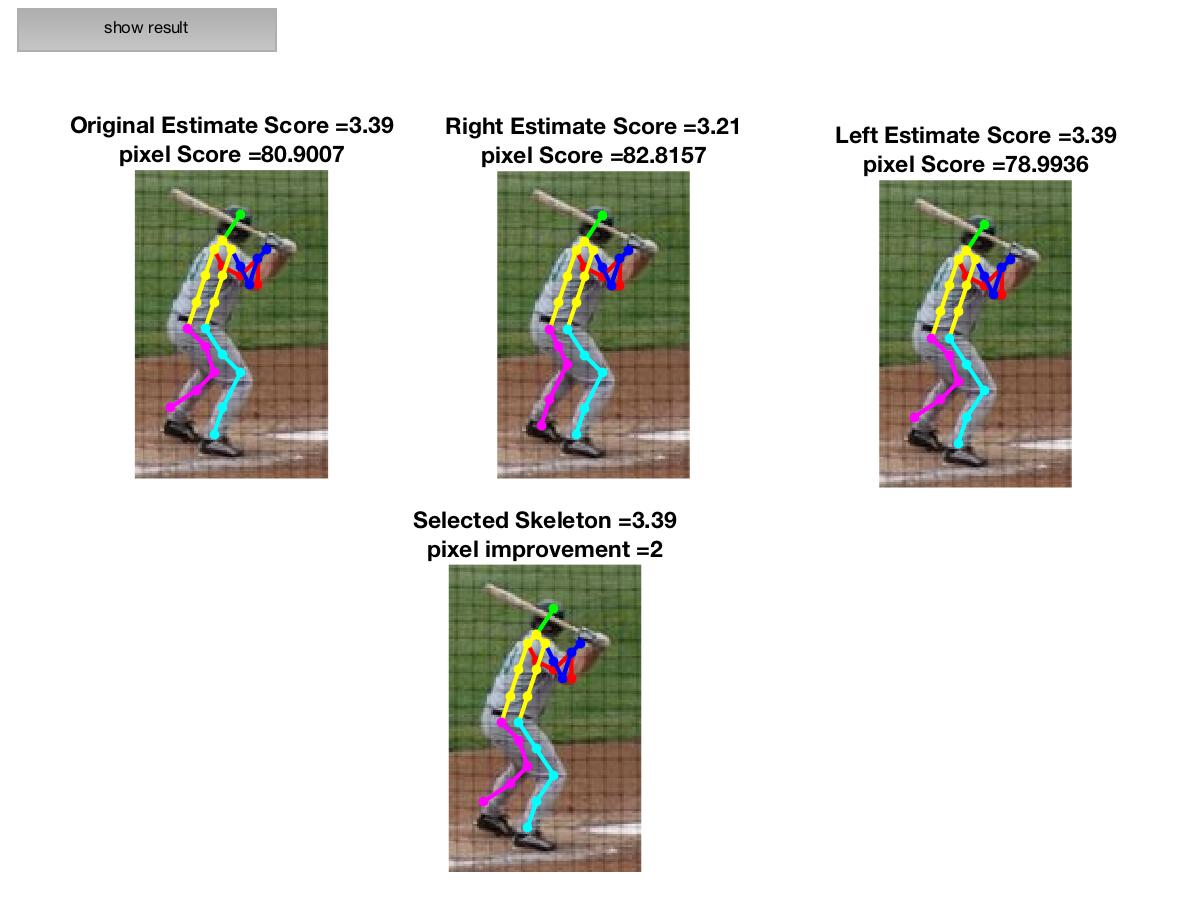 show result
Original Estimate Score =3.39
pixel Score =80.9007
Right Estimate Score =3.21
pixel Score =82.8157
Left Estimate Score =3.39
pixel Score =78.9936
Selected Skeleton =3.39
pixel improvement =2